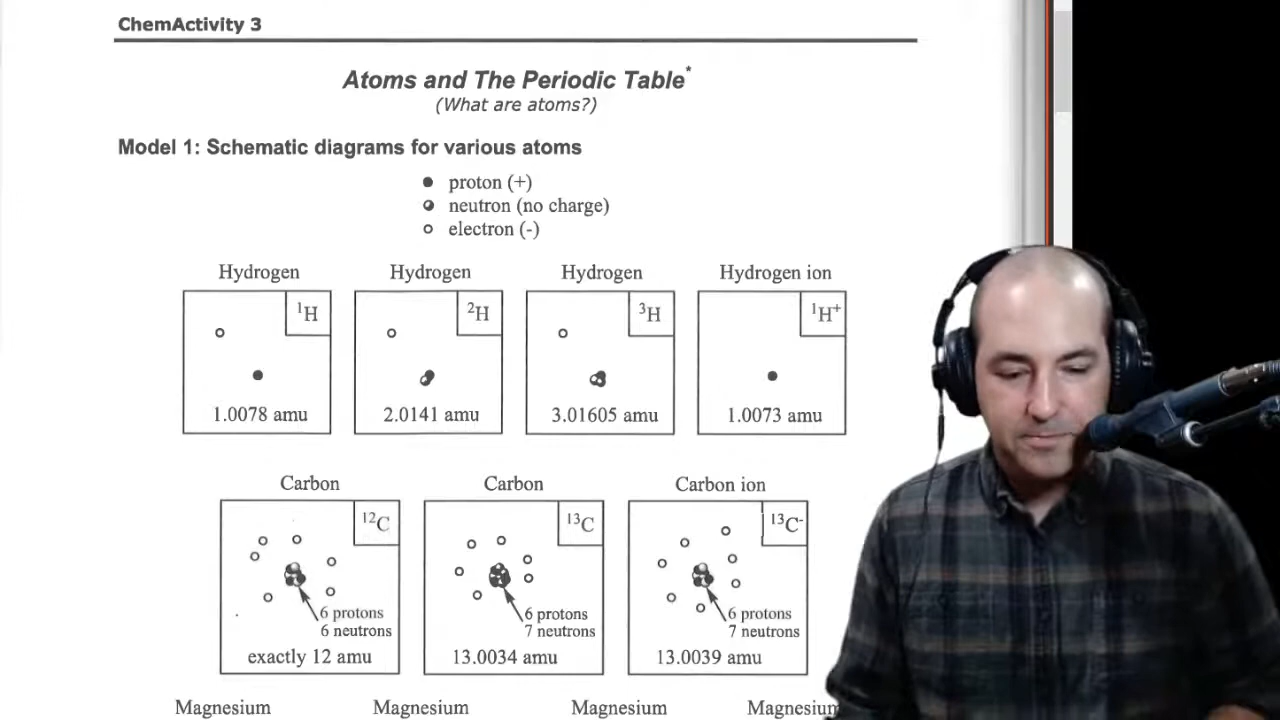 ChemActivity 3
Atoms and The Periodic Table*
(What are atoms?)
Model 1: Schematic diagrams for various atoms
proton (+)
neutron (no charge)
electron (-)
Hydrogen Hydrogen Hydrogen Hydrogen ion
¹H ²H ³H ¹H⁺
1.0078 amu 2.0141 amu 3.01605 amu 1.0073 amu
Carbon Carbon Carbon ion
¹²C ¹³C ¹³C⁻
6 protons 6 protons 6 protons
6 neutrons 7 neutrons 7 neutrons
exactly 12 amu 13.0034 amu 13.0039 amu
Magnesium Magnesium Magnesium Magnesium